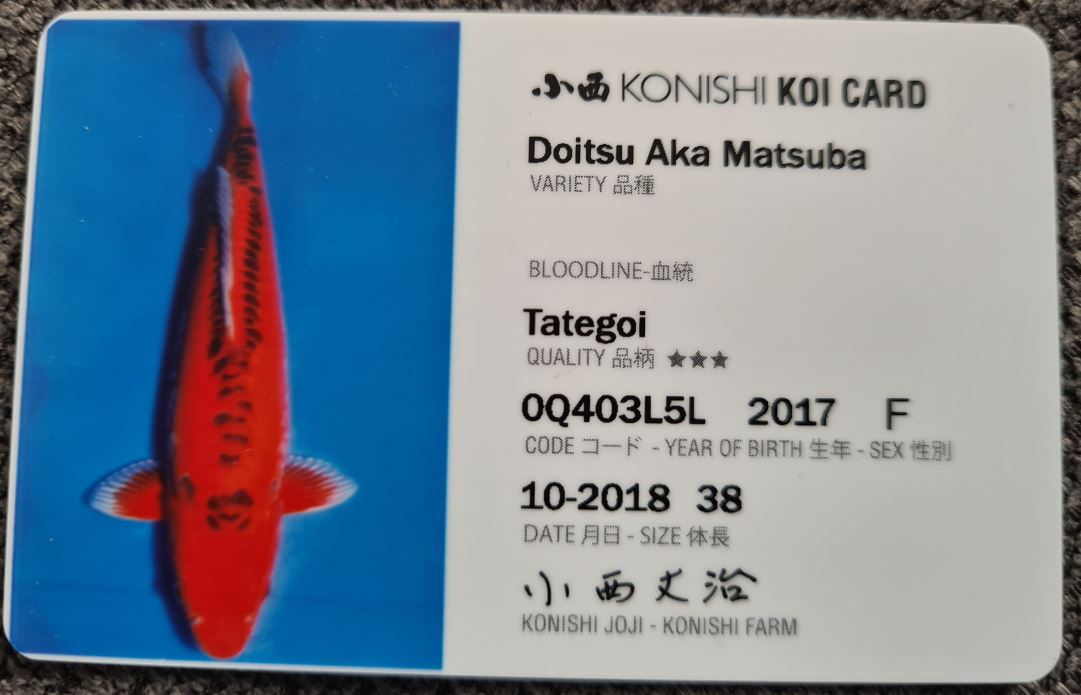 小西 KONISHI KOI CARD
Doitsu Aka Matsuba
VARIETY 品種
BLOODLINE-血統
Tategoi
QUALITY 品柄 ★★★
0Q403L5L 2017 F
CODE コード - YEAR OF BIRTH 生年 - SEX 性別
10-2018 38
DATE 月日 - SIZE 体長
小西丈治
KONISHI JOJI - KONISHI FARM